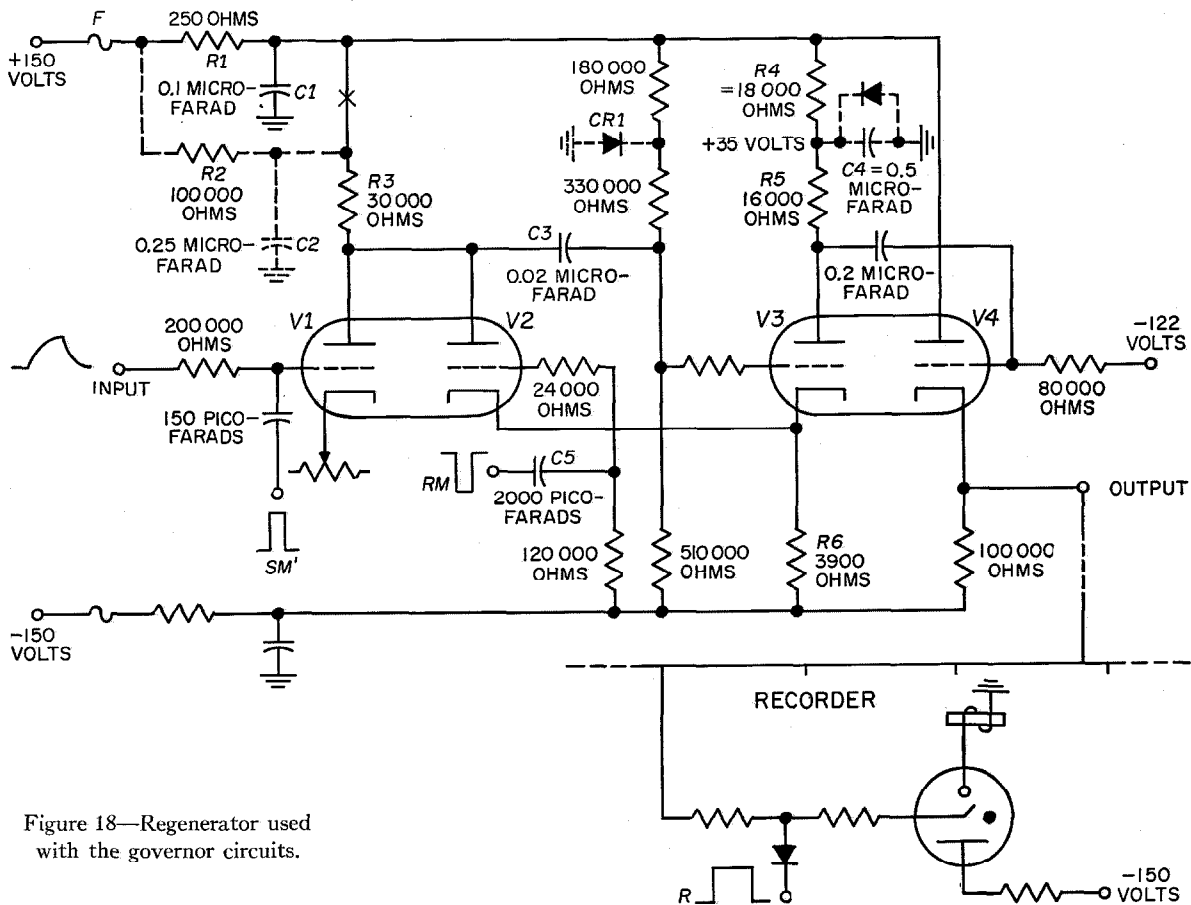 F
250 OHMS
R1
+150
VOLTS
0.1 MICRO-
FARAD
C1
R2
100 000
OHMS
0.25 MICRO-
FARAD
C2
R3
30 000
OHMS
180 000
OHMS
CR1
330 000
OHMS
C3
0.02 MICRO-
FARAD
R4
=18 000
OHMS
+35 VOLTS
C4=0.5
MICRO-
FARAD
R5
16 000
OHMS
0.2 MICRO-
FARAD
V1
V2
V3
V4
-122
VOLTS
80 000
OHMS
200 000
OHMS
INPUT
150 PICO-
FARADS
SM'
24 000
OHMS
RM
C5
2000 PICO-
FARADS
120 000
OHMS
510 000
OHMS
R6
3900
OHMS
100 000
OHMS
OUTPUT
-150
VOLTS
RECORDER
R
-150
VOLTS
Figure 18—Regenerator used
with the governor circuits.